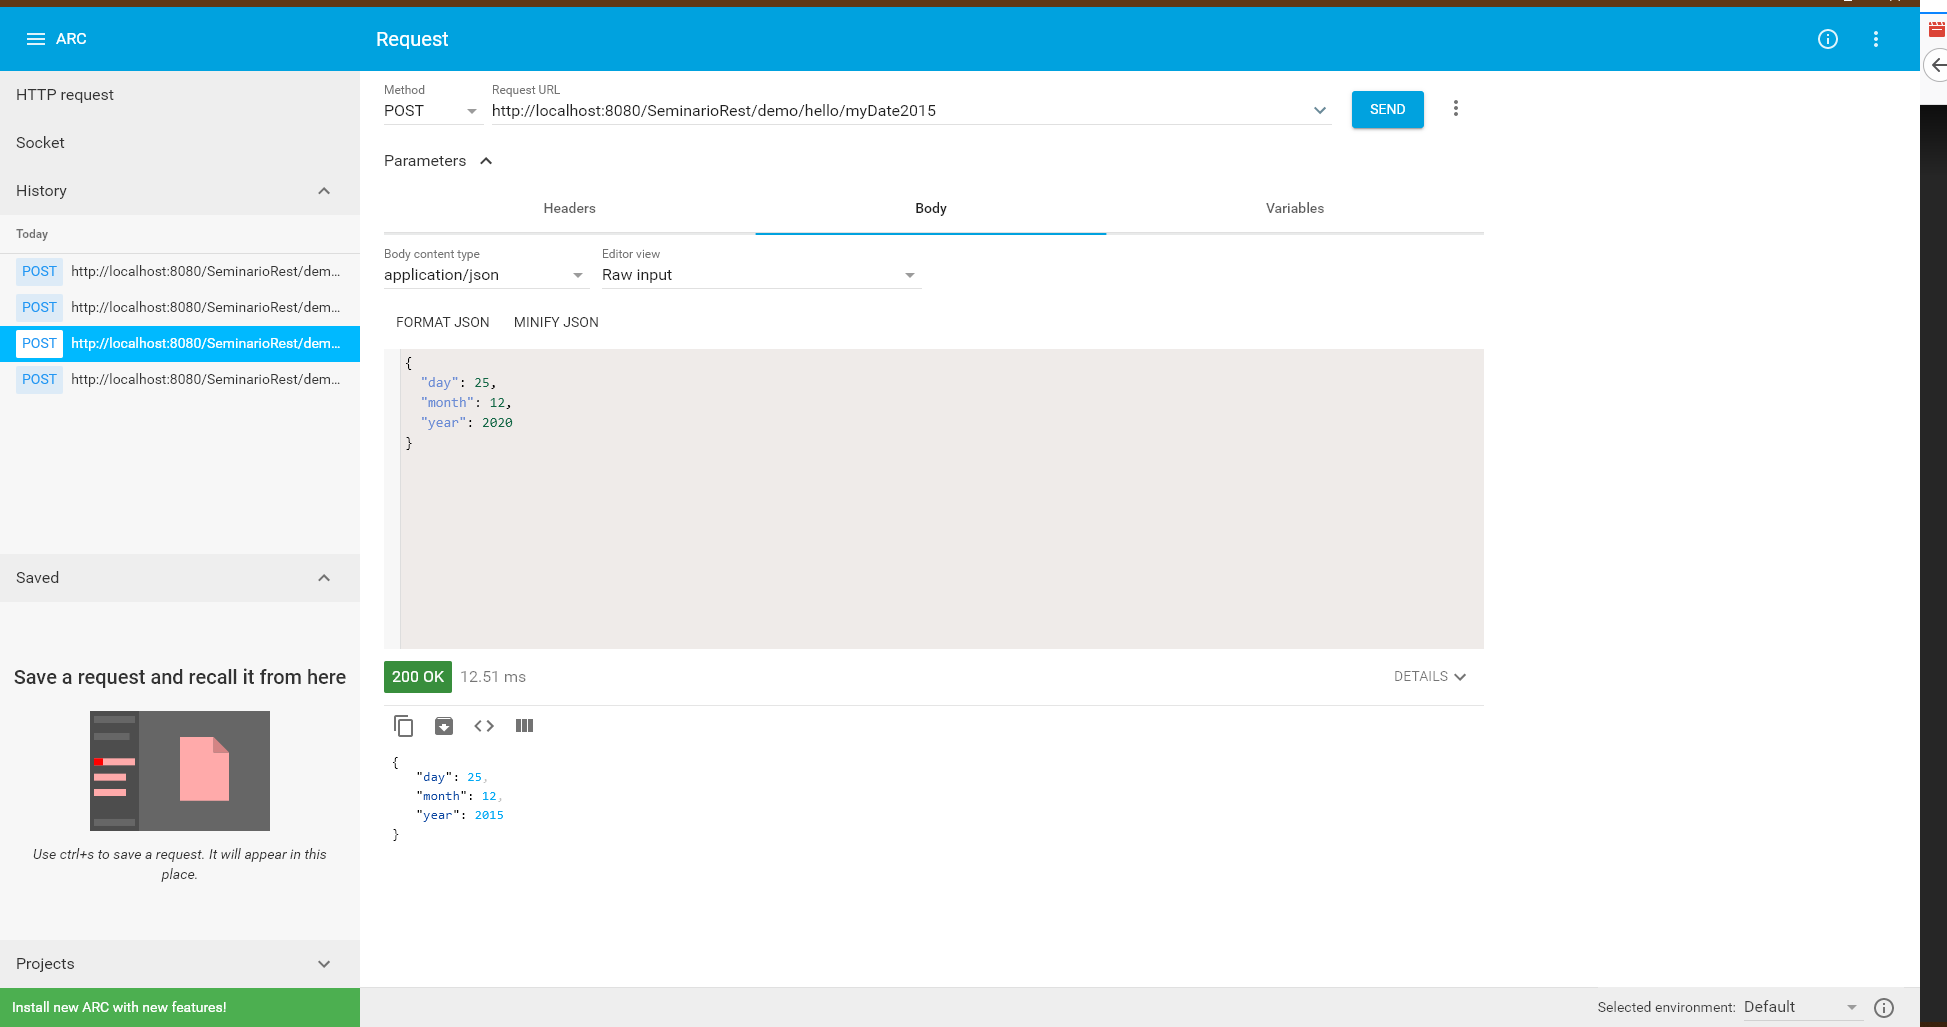 ARC
Request
HTTP request
Socket
History
Today
POST http://localhost:8080/SeminarioRest/dem...
POST http://localhost:8080/SeminarioRest/dem...
POST http://localhost:8080/SeminarioRest/dem...
POST http://localhost:8080/SeminarioRest/dem...
Saved
Save a request and recall it from here
Use ctrl+s to save a request. It will appear in this
place.
Projects
Install new ARC with new features!
Method
POST
Request URL
http://localhost:8080/SeminarioRest/demo/hello/myDate2015
SEND
Parameters
Headers Body Variables
Body content type
application/json
Editor view
Raw input
FORMAT JSON MINIFY JSON
{
"day": 25,
"month": 12,
"year": 2020
}
200 OK 12.51 ms DETAILS
{
"day": 25,
"month": 12,
"year": 2015
}
Selected environment: Default